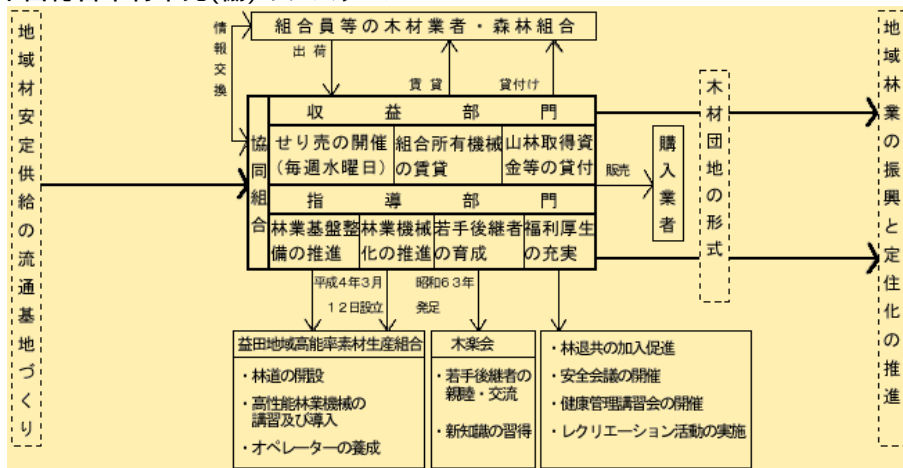 組合員等の木材業者・森林組合
地域材安定供給の流通基地づくり
情報交換
出荷
賃貸
貸付け
協同組合
収益部門
せり売の開催
(毎週水曜日)
組合所有機械
の賃貸
山林取得資
金等の貸付
指導部門
林業基盤整
備の推進
林業機械
化の推進
若手後継者
の育成
福利厚生
の充実
販売
購入業者
木材団地の形式
地域林業の振興と定住化の推進
平成4年3月
12日設立
昭和63年
発足
益田地域高能率素材生産組合
・林道の開設
・高性能林業機械の
講習及び導入
・オペレーターの養成
木楽会
・若手後継者の
親睦・交流
・新知識の習得
・林退共の加入促進
・安全会議の開催
・健康管理講習会の開催
・レクリエーション活動の実施